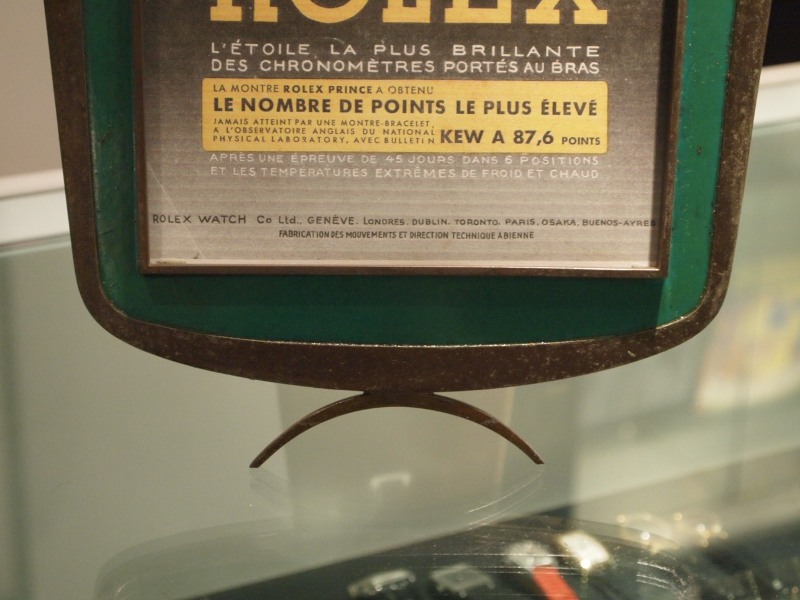 ROLEX
L'ÉTOILE LA PLUS BRILLANTE
DES CHRONOMÈTRES PORTÉS AU BRAS
LA MONTRE ROLEX PRINCE A OBTENU
LE NOMBRE DE POINTS LE PLUS ÉLEVÉ
JAMAIS ATTEINT PAR UNE MONTRE-BRACELET,
A L'OBSERVATOIRE ANGLAIS DU NATIONAL
PHYSICAL LABORATORY, AVEC BULLETIN KEW A 87,6 POINTS
APRÈS UNE ÉPREUVE DE 45 JOURS DANS 6 POSITIONS
ET LES TEMPÉRATURES EXTRÊMES DE FROID ET CHAUD
ROLEX WATCH Co Ltd., GENÈVE. LONDRES. DUBLIN. TORONTO. PARIS. OSAKA. BUENOS-AYRES
FABRICATION DES MOUVEMENTS ET DIRECTION TECHNIQUE A BIENNE